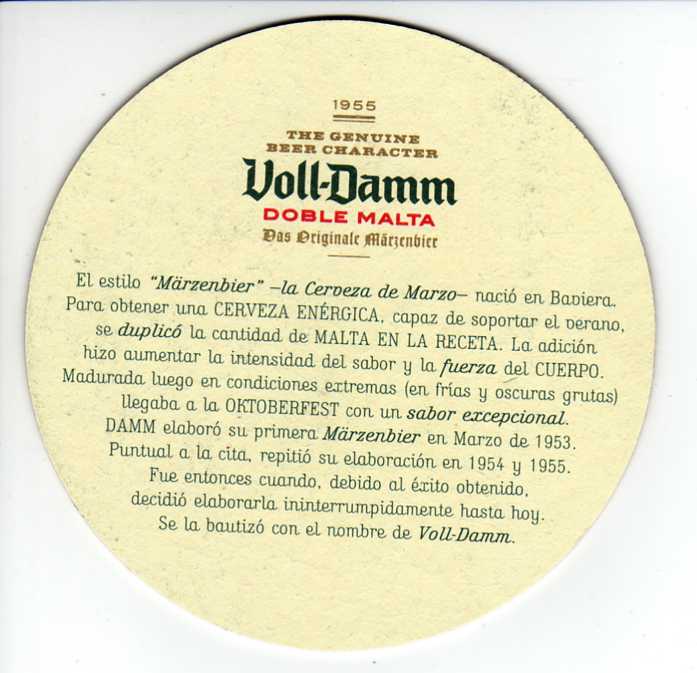 1955
THE GENUINE
BEER CHARACTER
Voll-Damm
DOBLE MALTA
Das Originale Märzenbier
El estilo "Märzenbier" –la Cerveza de Marzo– nació en Baviera.
Para obtener una CERVEZA ENÉRGICA, capaz de soportar el verano,
se duplicó la cantidad de MALTA EN LA RECETA. La adición
hizo aumentar la intensidad del sabor y la fuerza del CUERPO.
Madurada luego en condiciones extremas (en frías y oscuras grutas)
llegaba a la OKTOBERFEST con un sabor excepcional.
DAMM elaboró su primera Märzenbier en Marzo de 1953.
Puntual a la cita, repitió su elaboración en 1954 y 1955.
Fue entonces cuando, debido al éxito obtenido,
decidió elaborarla ininterrumpidamente hasta hoy.
Se la bautizó con el nombre de Voll-Damm.